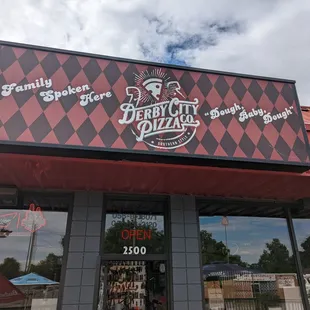 Family
Spoken
Here
DERBY CITY
PIZZA CO.
"Dough,
Baby,
Dough"
OPEN
2500